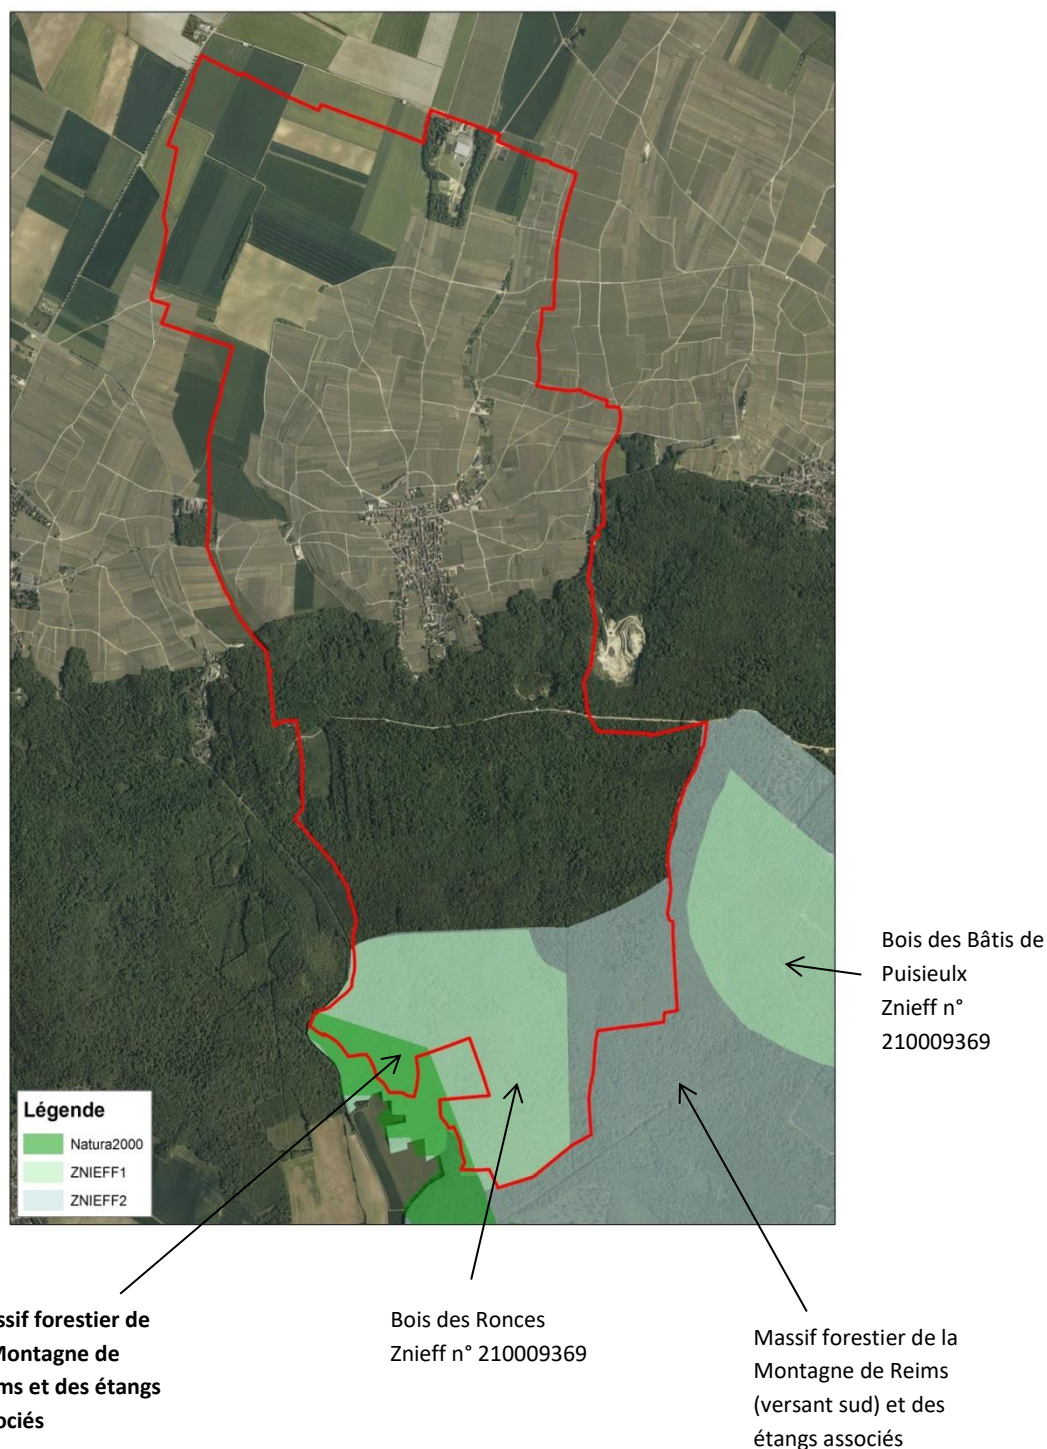 Bois des Bâtis de
Puisieulx
Znieff n°
210009369
Légende
Natura2000
ZNIEFF1
ZNIEFF2
ssif forestier de
Montagne de
ms et des étangs
ociés
Bois des Ronces
Znieff n° 210009369
Massif forestier de la
Montagne de Reims
(versant sud) et des
étangs associés